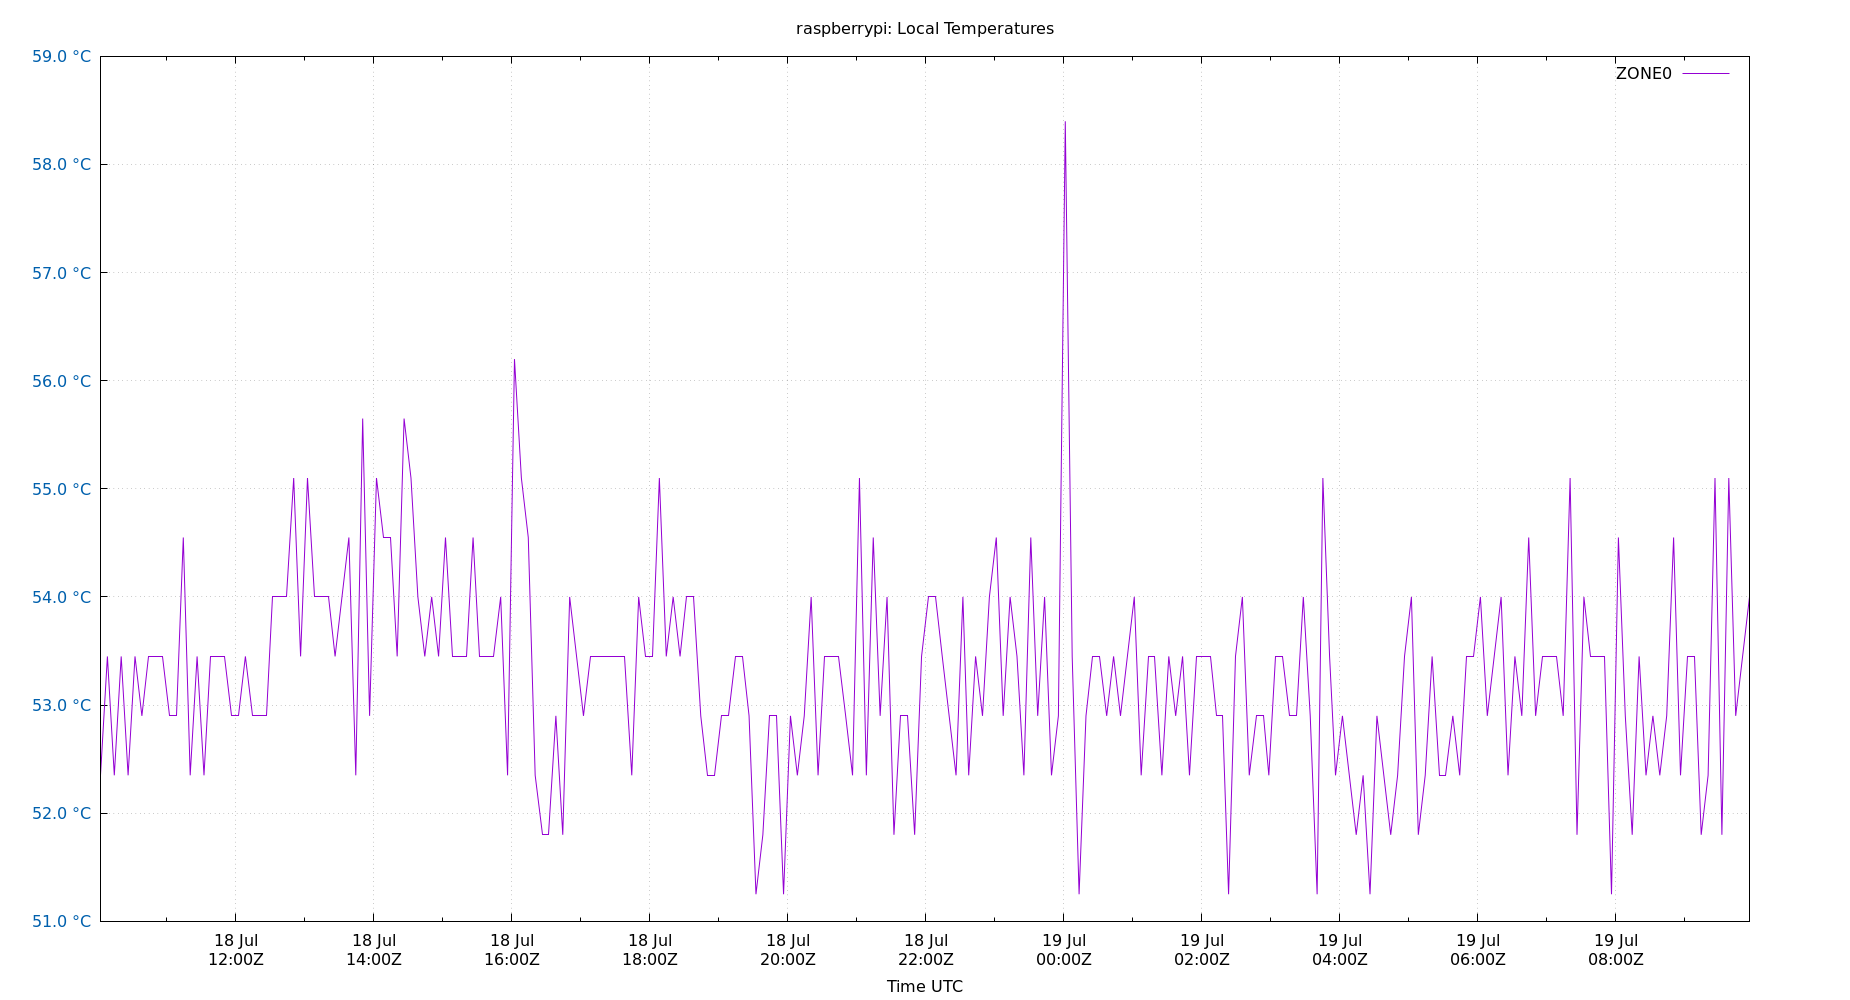 raspberrypi: Local Temperatures
59.0 °C
ZONE0
58.0 °C
57.0 °C
56.0 °C
55.0 °C
54.0 °C
53.0 °C
52.0 °C
51.0 °C
18 Jul 18 Jul 18 Jul 18 Jul 18 Jul 18 Jul 19 Jul 19 Jul 19 Jul 19 Jul 19 Jul
12:00Z 14:00Z 16:00Z 18:00Z 20:00Z 22:00Z 00:00Z 02:00Z 04:00Z 06:00Z 08:00Z
Time UTC